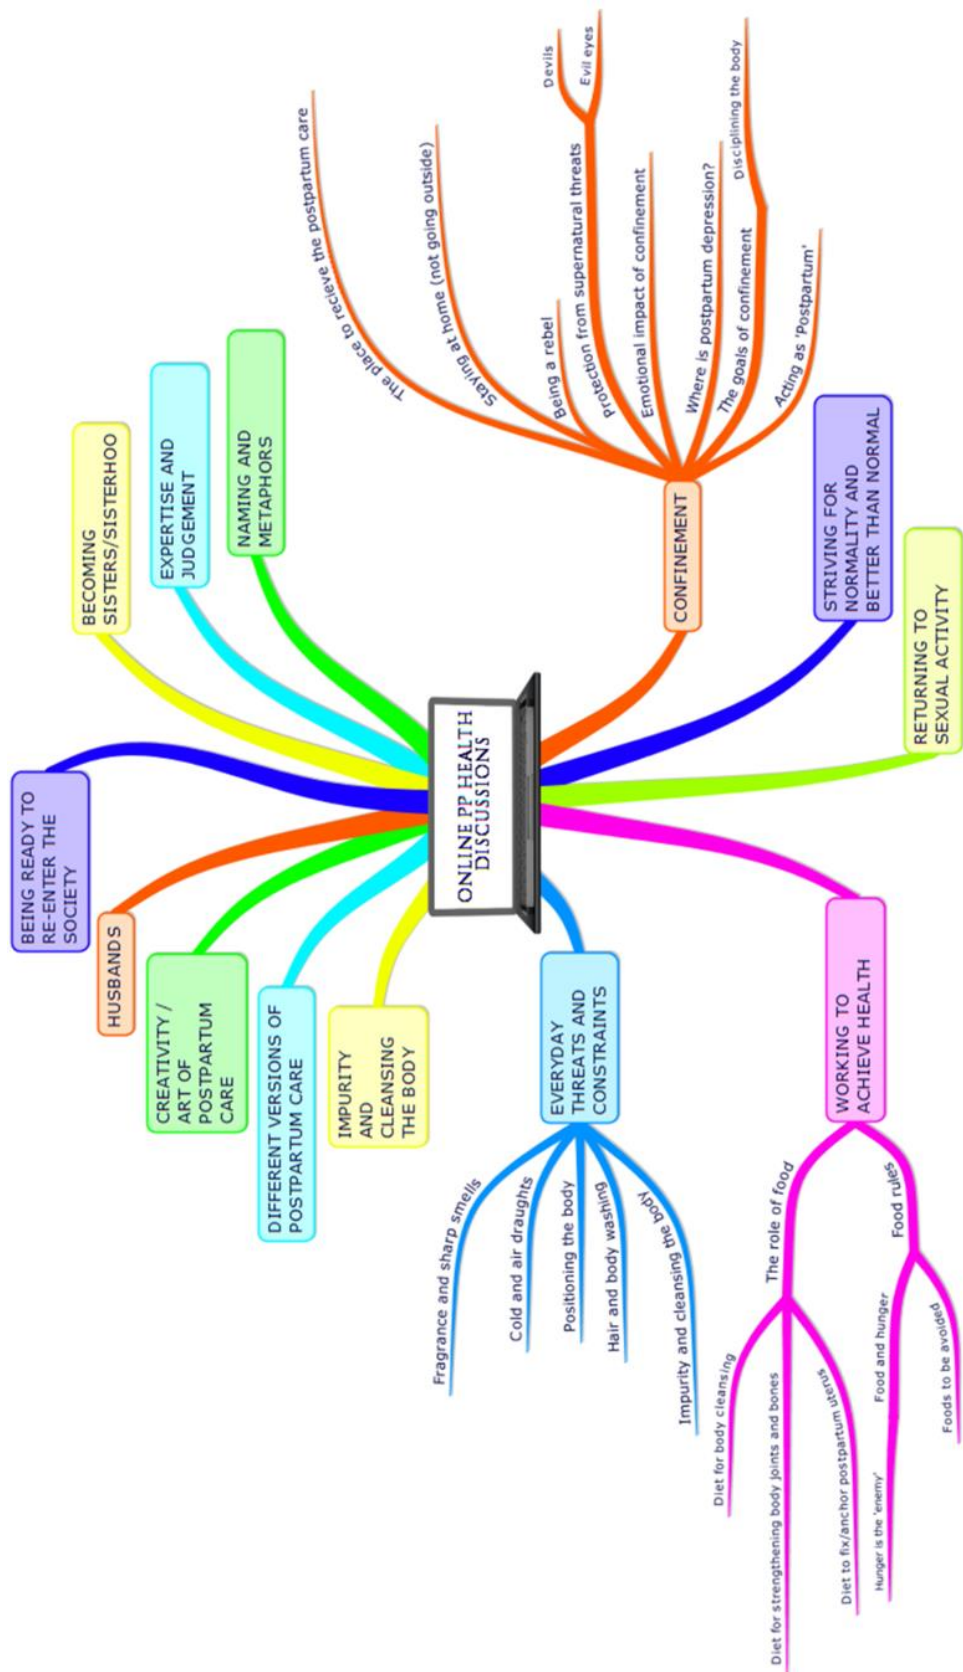 ONLINE PP HEALTH
DISCUSSIONS
BECOMING
SISTERS/SISTERHOO
EXPERTISE AND
JUDGEMENT
NAMING AND
METAPHORS
CONFINEMENT
The place to recieve the postpartum care
Staying at home (not going outside)
Being a rebel
Protection from supernatural threats
Devils
Evil eyes
Emotional impact of confinement
Where is postpartum depression?
The goals of confinement
Disciplining the body
Acting as 'Postpartum'
STRIVING FOR
NORMALITY AND
BETTER THAN NORMAL
RETURNING TO
SEXUAL ACTIVITY
BEING READY TO
RE-ENTER THE
SOCIETY
HUSBANDS
CREATIVITY /
ART OF
POSTPARTUM
CARE
DIFFERENT VERSIONS OF
POSTPARTUM CARE
IMPURITY
AND
CLEANSING
THE BODY
EVERYDAY
THREATS AND
CONSTRAINTS
Fragrance and sharp smells
Cold and air draughts
Positioning the body
Hair and body washing
Impurity and cleansing the body
WORKING TO
ACHIEVE HEALTH
The role of food
Diet for body cleansing
Diet for strengthening body joints and bones
Diet to fix/anchor postpartum uterus
Food rules
Food and hunger
Hunger is the 'enemy'
Foods to be avoided